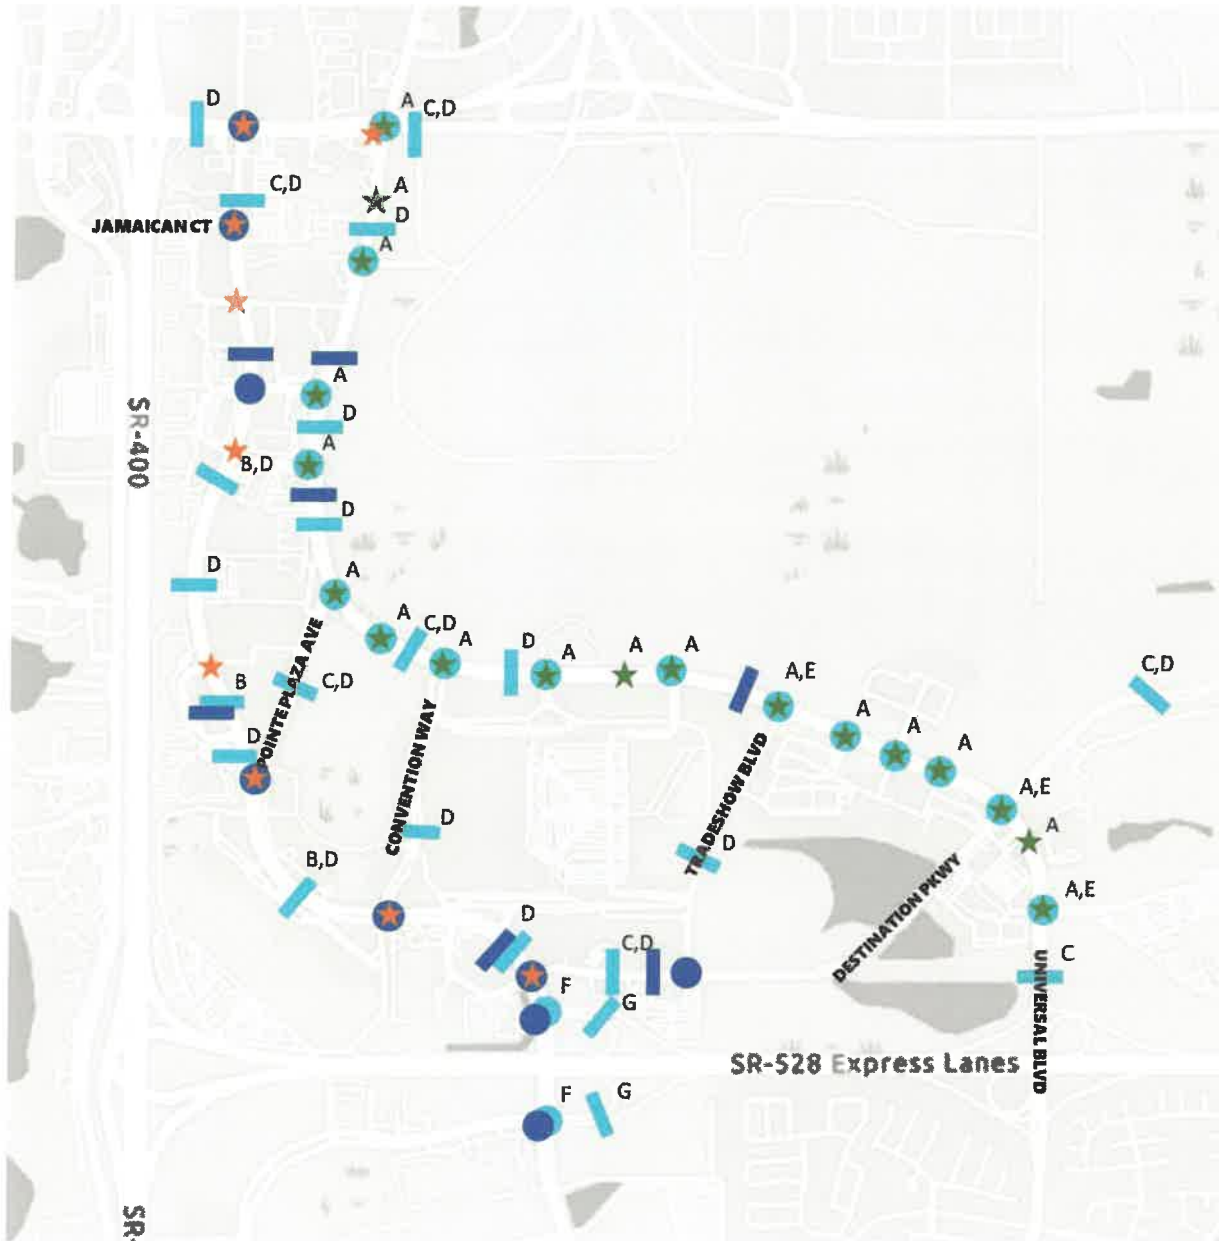 D
A
C,D
C,D
A
JAMAICAN CT
D
A
A
D
SR-400
A
B,D
D
D
A
A
C,D
A
D
A
A
A
A,E
C,D
POINTE PLAZA AVE
C,D
B
CONVENTION WAY
TRADESHOW BLVD
A
A
A
D
A,E
D
A
D
B,D
DESTINATION PKWY
A,E
D
C,D
UNIVERSAL BLVD
C
F
G
SR-528 Express Lanes
F
G
SR-